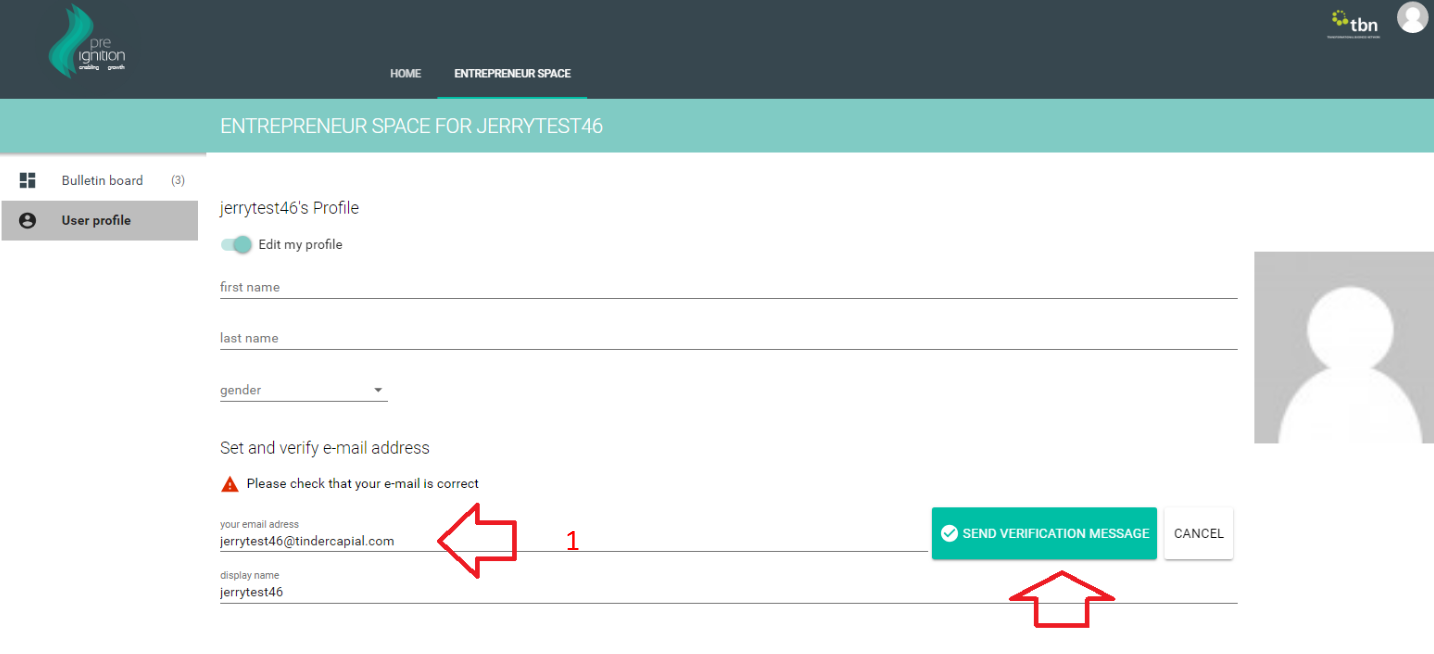 pre
ignition
enabling growth
tbn
HOME
ENTREPRENEUR SPACE
ENTREPRENEUR SPACE FOR JERRYTEST46
Bulletin board (3)
User profile
jerrytest46's Profile
Edit my profile
first name
last name
gender
Set and verify e-mail address
Please check that your e-mail is correct
your email adress
jerrytest46@tindercapial.com
1
SEND VERIFICATION MESSAGE
CANCEL
display name
jerrytest46